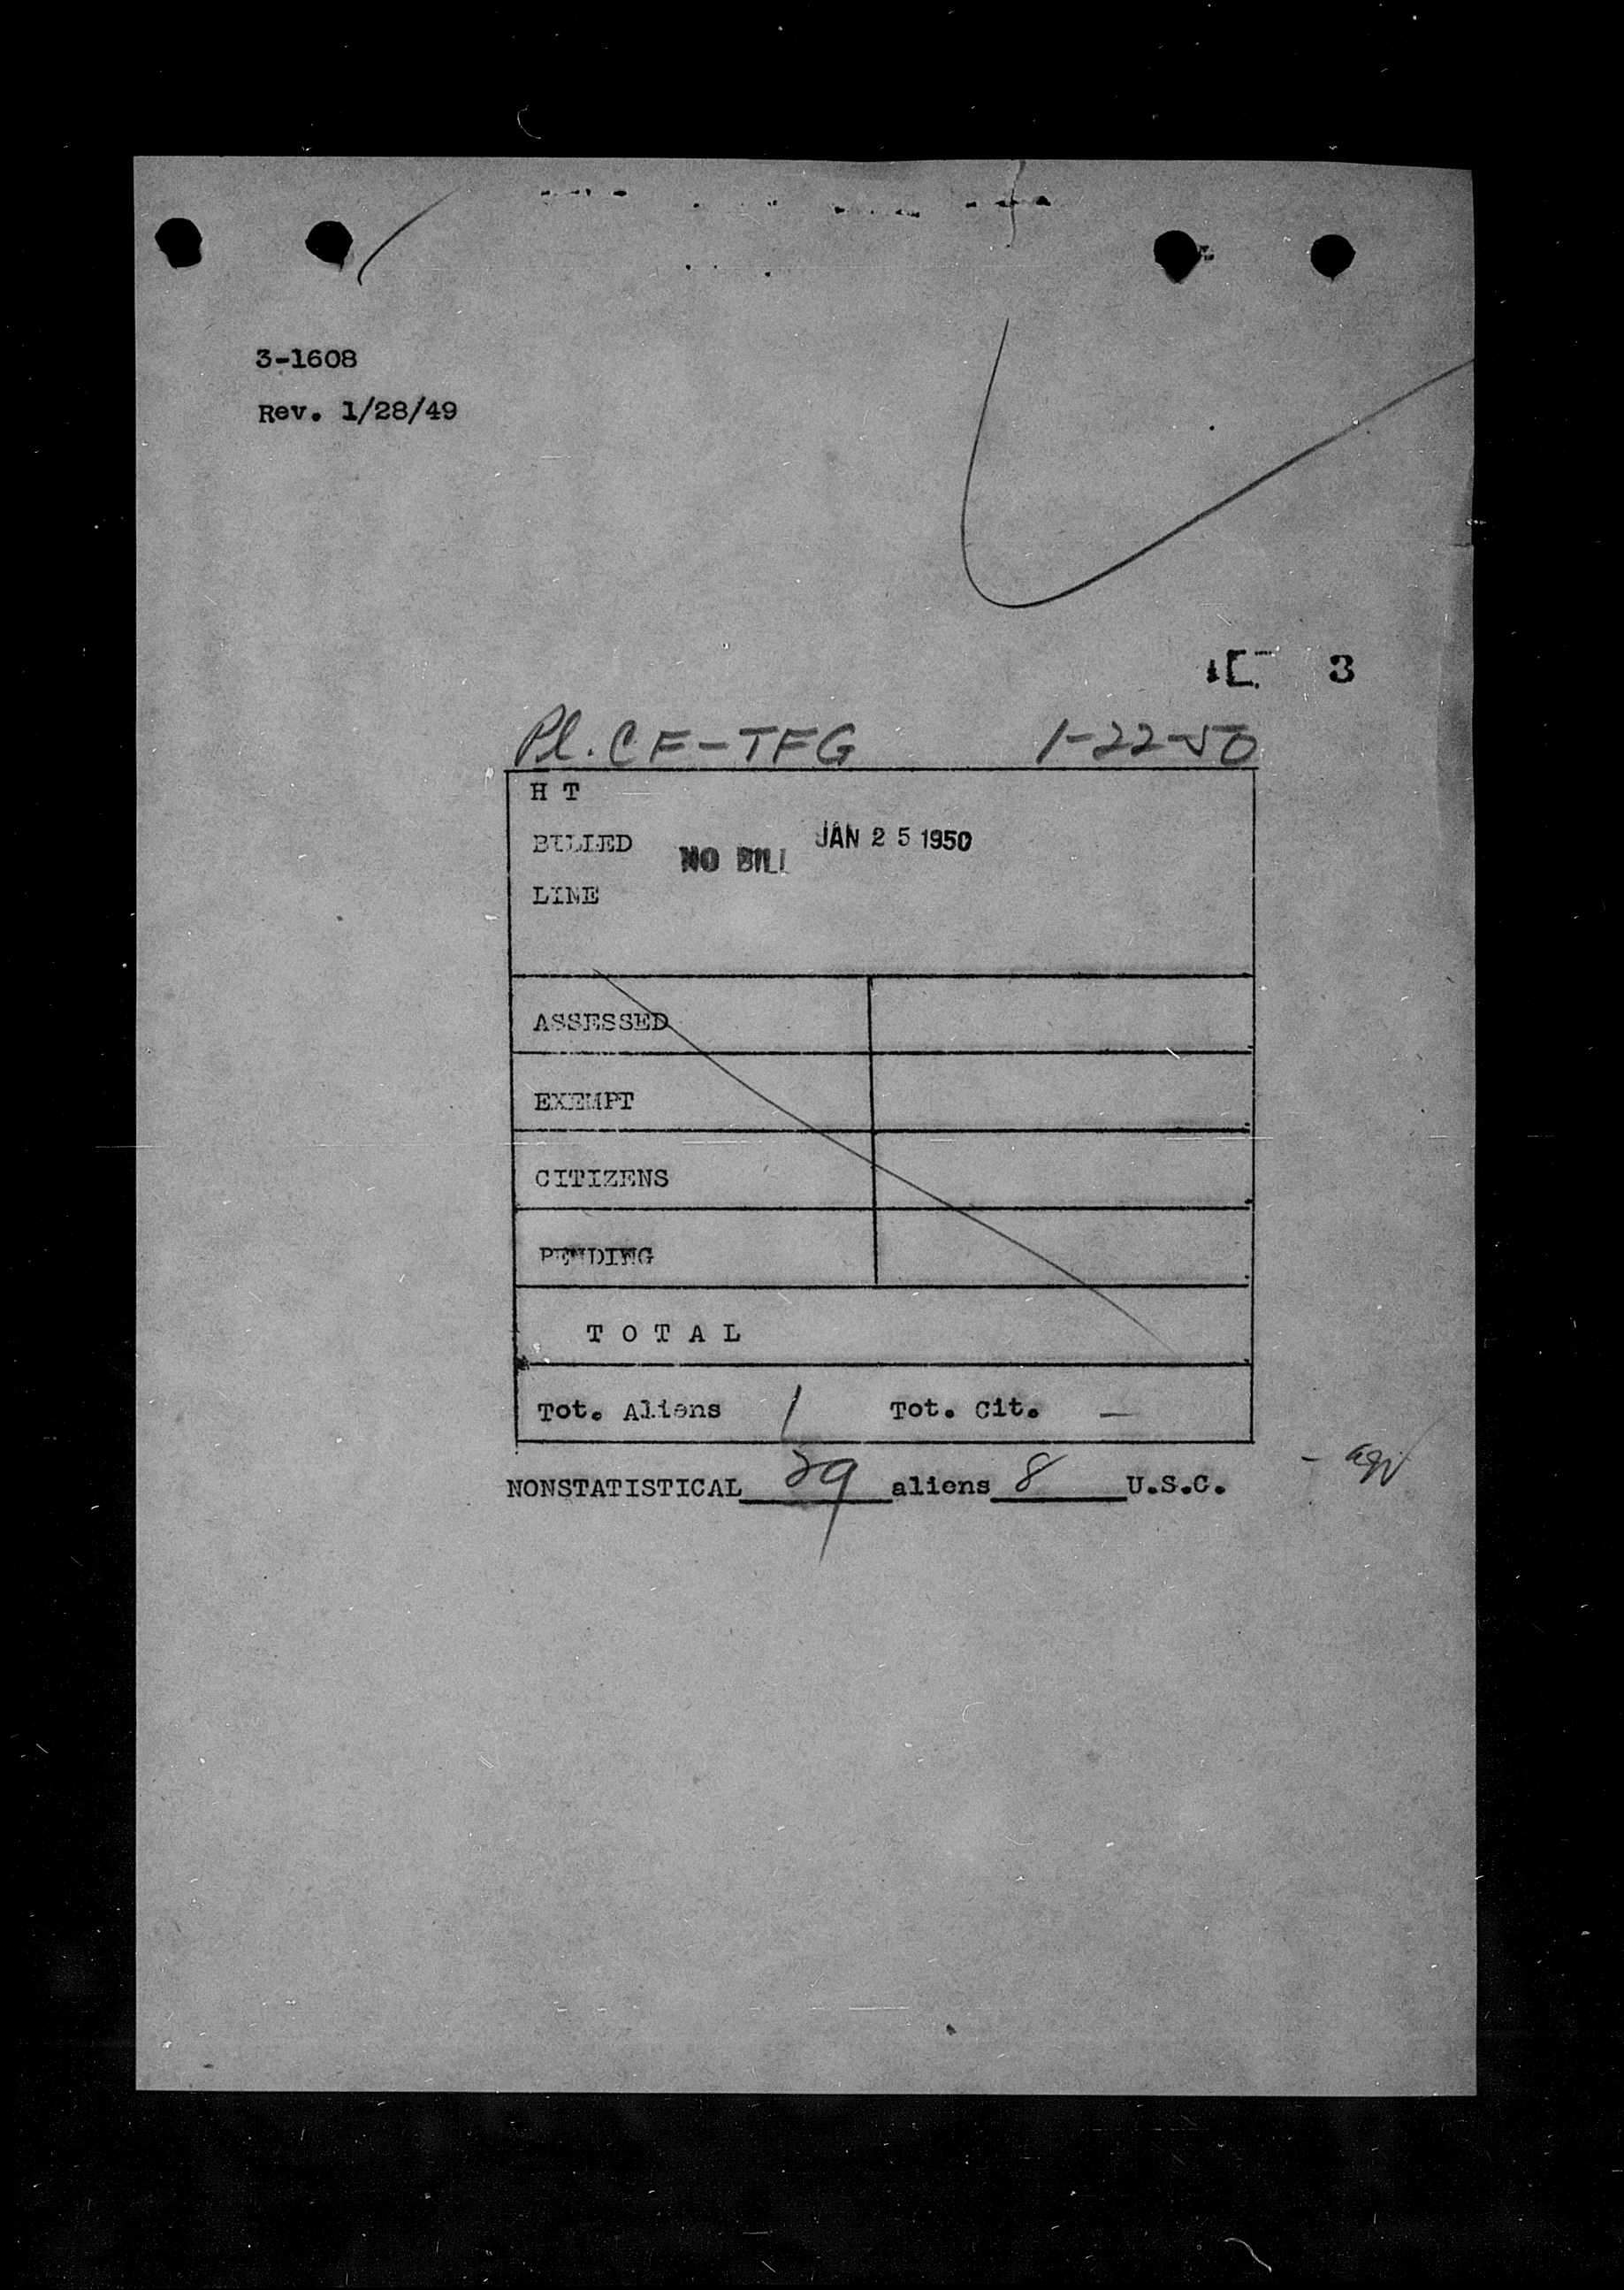 3-1608
Rev. 1/28/49
3
Pl. CF-TFG 1-22-50
H T
BILLED NO BILL JAN 25 1950
LINE
ASSESSED
EXEMPT
CITIZENS
PENDING
T O T A L
Tot. Aliens 1 Tot. Cit. —
NONSTATISTICAL 29 aliens 8 U.S.C.